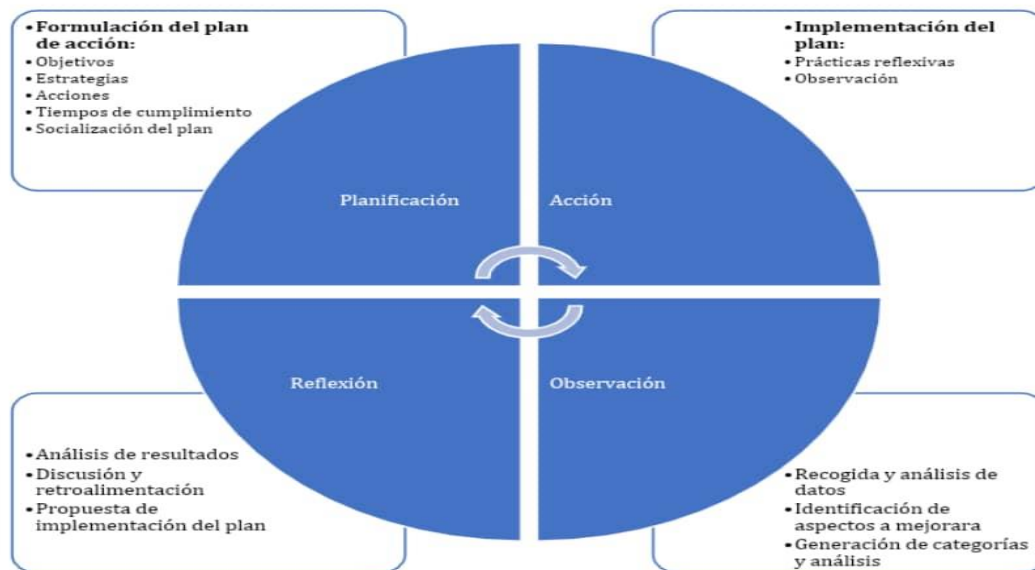 •Formulación del plan
de acción:
•Objetivos
•Estrategias
•Acciones
•Tiempos de cumplimiento
•Socialización del plan
•Implementación del
plan:
•Prácticas reflexivas
•Observación
Planificación
Acción
Reflexión
Observación
•Análisis de resultados
•Discusión y
retroalimentación
•Propuesta de
implementación del plan
•Recogida y análisis de
datos
•Identificación de
aspectos a mejorara
•Generación de categorías
y análisis